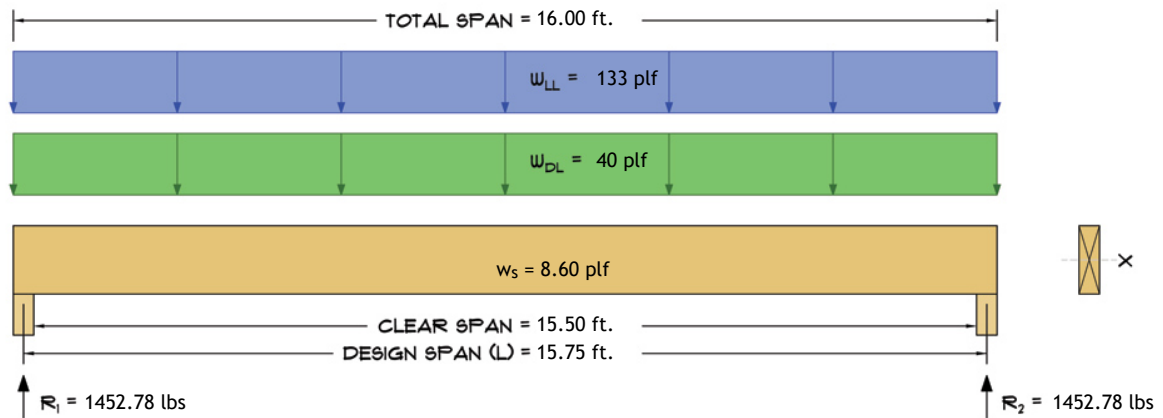 TOTAL SPAN = 16.00 ft.
wLL = 133 plf
wDL = 40 plf
ws = 8.60 plf
X
CLEAR SPAN = 15.50 ft.
DESIGN SPAN (L) = 15.75 ft.
R1 = 1452.78 lbs
R2 = 1452.78 lbs